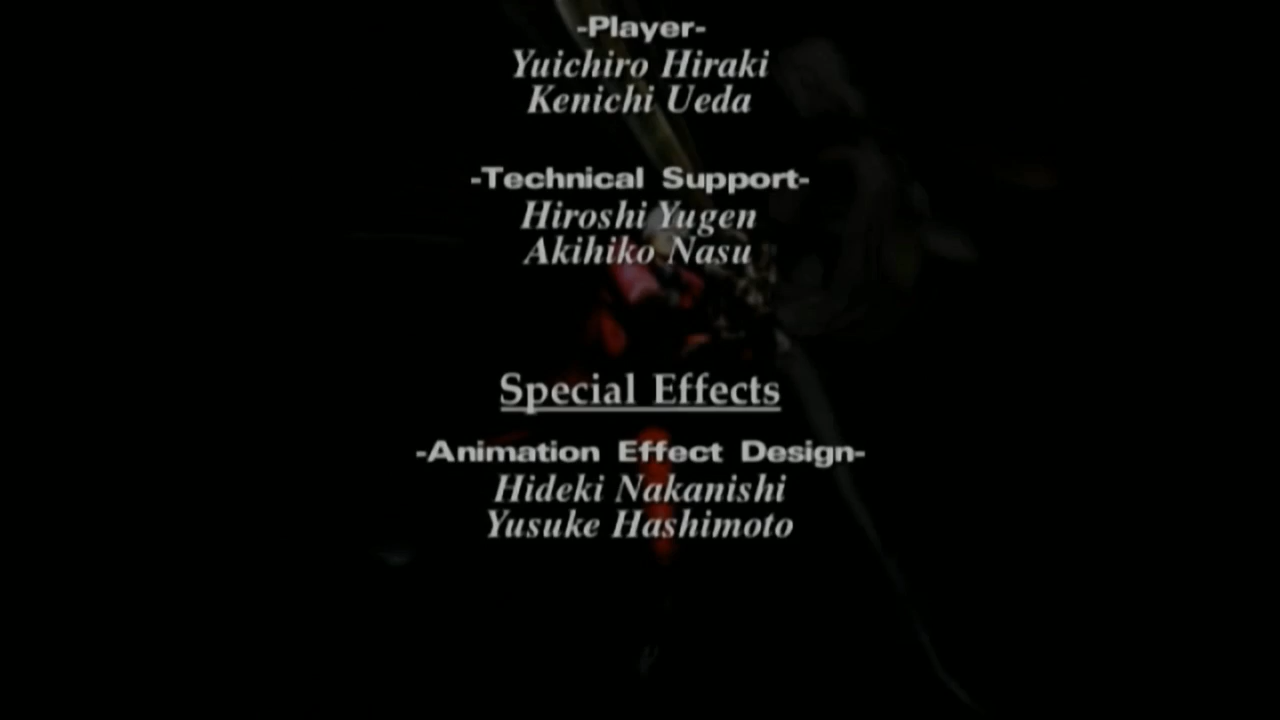 -Player-
Yuichiro Hiraki
Kenichi Ueda
-Technical Support-
Hiroshi Yugen
Akihiko Nasu
Special Effects
-Animation Effect Design-
Hideki Nakanishi
Yusuke Hashimoto